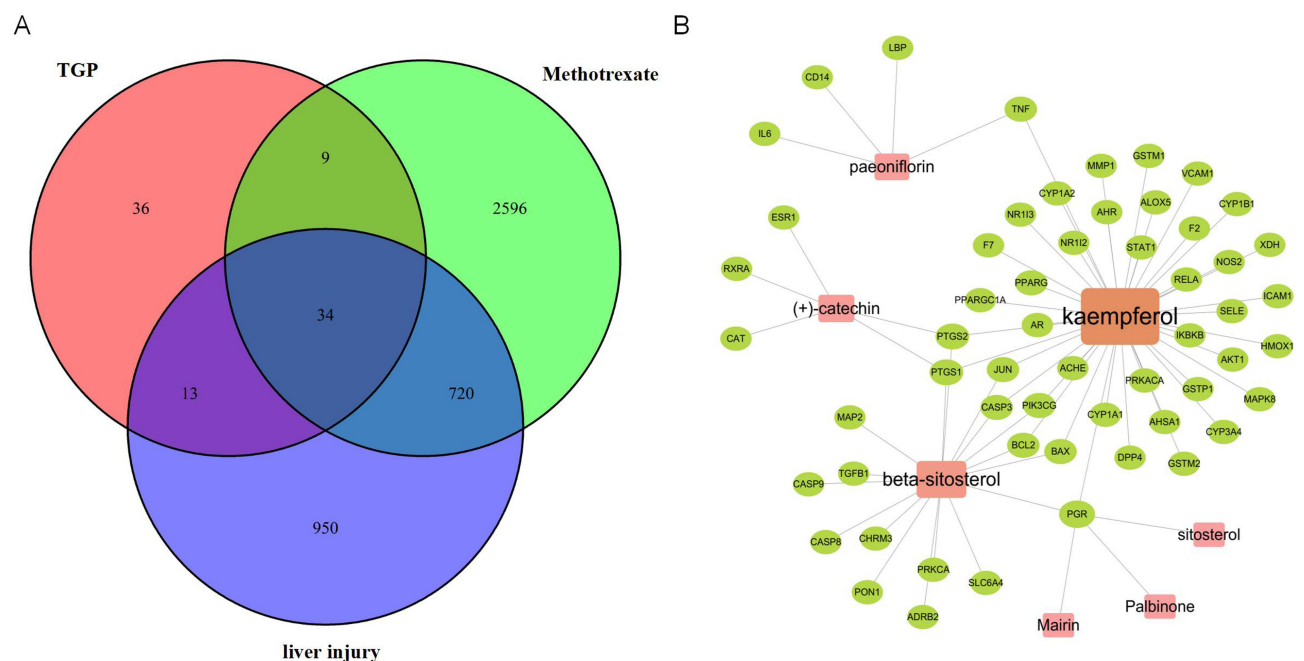 A
TGP
Methotrexate
9
36
2596
34
13
720
950
liver injury
B
LBP
CD14
TNF
IL6
paeoniflorin
GSTM1
MMP1
VCAM1
CYP1A2
ALOX5
CYP1B1
NR1I3
AHR
ESR1
F2
F7
NR1I2
STAT1
XDH
NOS2
RXRA
PPARG
RELA
PPARGC1A
ICAM1
(+)-catechin
kaempferol
SELE
AR
CAT
PTGS2
IKBKB
HMOX1
AKT1
PTGS1
JUN
ACHE
PRKACA
GSTP1
MAPK8
CASP3
PIK3CG
MAP2
CYP1A1
AHSA1
CYP3A4
BCL2
BAX
DPP4
GSTM2
TGFB1
beta-sitosterol
CASP9
PGR
sitosterol
CASP8
CHRM3
PRKCA
SLC6A4
PON1
Palbinone
ADRB2
Mairin